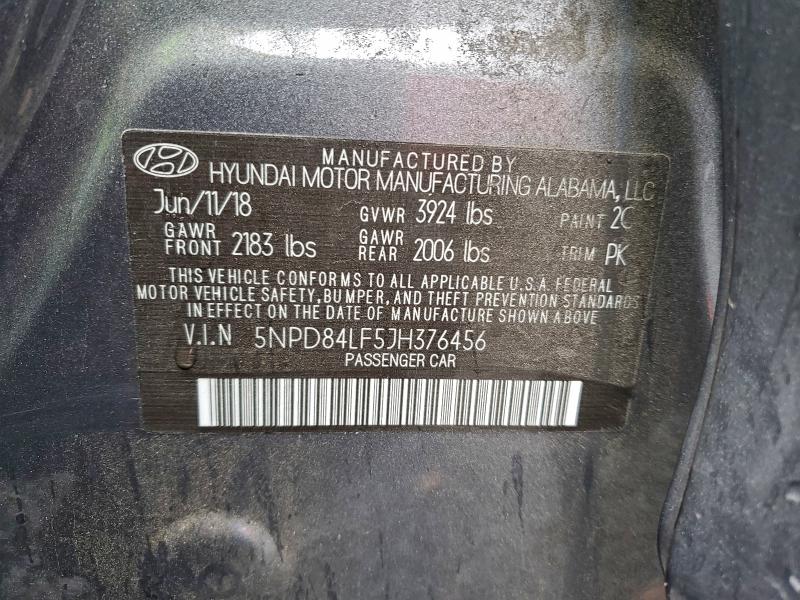 MANUFACTURED BY
HYUNDAI MOTOR MANUFACTURING ALABAMA, LLC
Jun/11/18 GVWR 3924 lbs PAINT 2C
GAWR FRONT 2183 lbs GAWR REAR 2006 lbs TRIM PK
THIS VEHICLE CONFORMS TO ALL APPLICABLE U.S.A. FEDERAL
MOTOR VEHICLE SAFETY, BUMPER, AND THEFT PREVENTION STANDARDS
IN EFFECT ON THE DATE OF MANUFACTURE SHOWN ABOVE.
V.I.N 5NPD84LF5JH376456
PASSENGER CAR